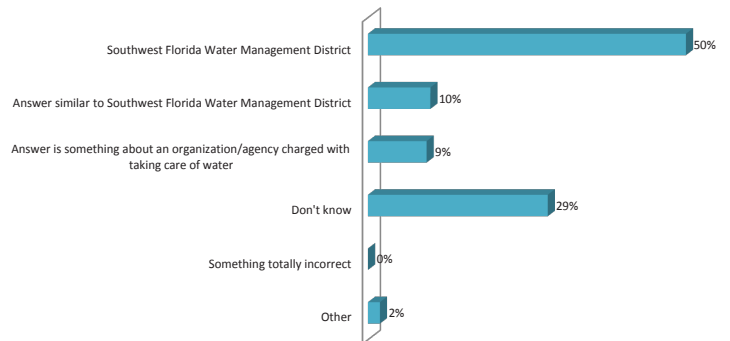 Southwest Florida Water Management District
50%
Answer similar to Southwest Florida Water Management District
10%
Answer is something about an organization/agency charged with
taking care of water
9%
Don't know
29%
Something totally incorrect
0%
Other
2%